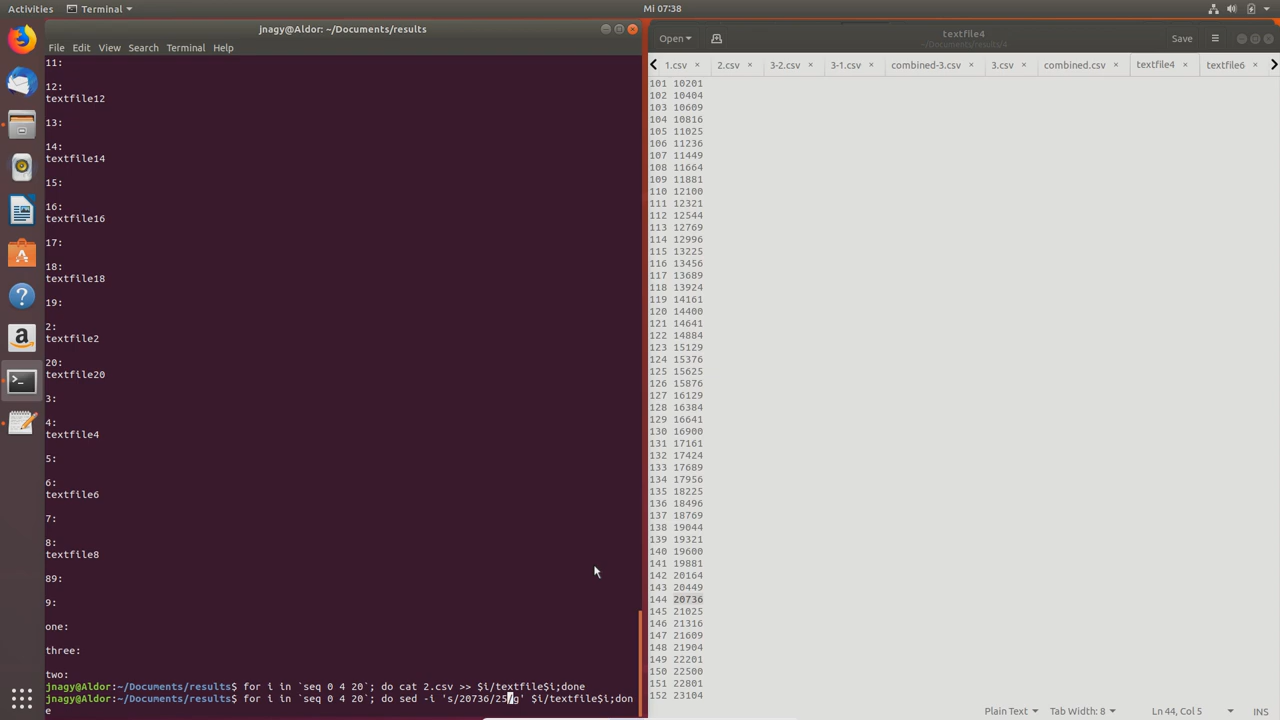 Activities
Terminal
Mi 07:38
jnagy@Aldor: ~/Documents/results
File Edit View Search Terminal Help
11:
12:
textfile12
13:
14:
textfile14
15:
16:
textfile16
17:
18:
textfile18
19:
2:
textfile2
20:
textfile20
3:
4:
textfile4
5:
6:
textfile6
7:
8:
textfile8
89:
9:
one:
three:
two:
jnagy@Aldor:~/Documents/results$ for i in `seq 0 4 20`; do cat 2.csv >> $i/textfile$i;done
jnagy@Aldor:~/Documents/results$ for i in `seq 0 4 20`; do sed -i 's/20736/25/g' $i/textfile$i;don
e
Open
textfile4
~/Documents/results/4
Save
1.csv
2.csv
3-2.csv
3-1.csv
combined-3.csv
3.csv
combined.csv
textfile4
textfile6
101 10201
102 10404
103 10609
104 10816
105 11025
106 11236
107 11449
108 11664
109 11881
110 12100
111 12321
112 12544
113 12769
114 12996
115 13225
116 13456
117 13689
118 13924
119 14161
120 14400
121 14641
122 14884
123 15129
124 15376
125 15625
126 15876
127 16129
128 16384
129 16641
130 16900
131 17161
132 17424
133 17689
134 17956
135 18225
136 18496
137 18769
138 19044
139 19321
140 19600
141 19881
142 20164
143 20449
144 20736
145 21025
146 21316
147 21609
148 21904
149 22201
150 22500
151 22801
152 23104
Plain Text
Tab Width: 8
Ln 44, Col 5
INS